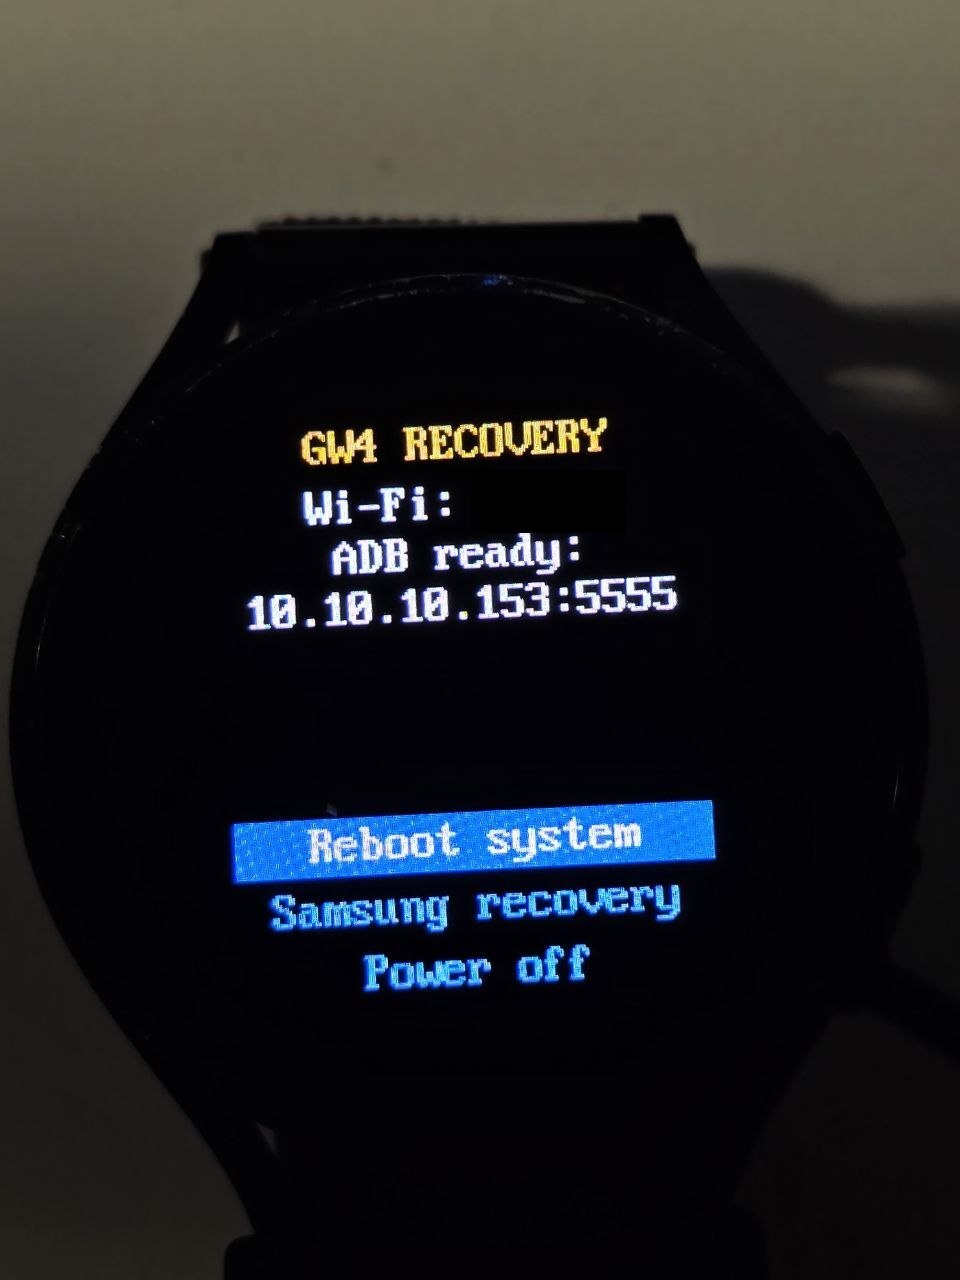 GW4 RECOVERY
Wi-Fi:
ADB ready:
10.10.10.153:5555
Reboot system
Samsung recovery
Power off